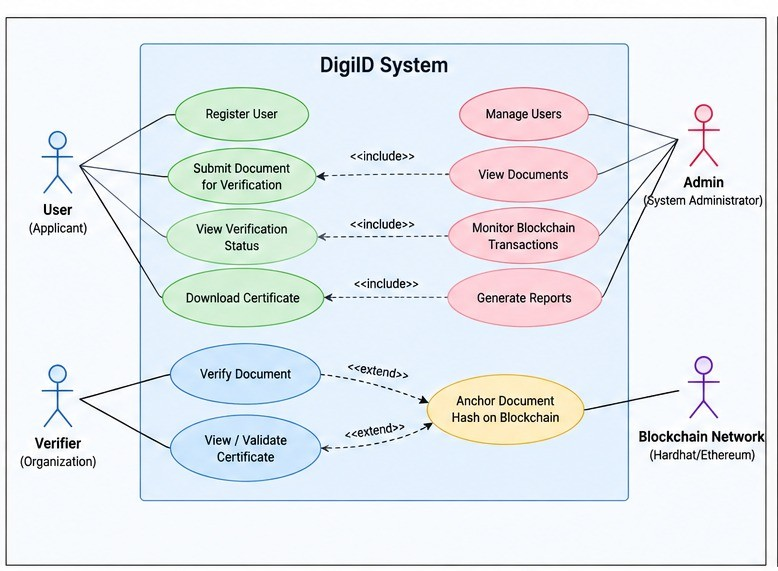 DigiID System
Register User
Manage Users
Submit Document
for Verification
<<include>>
View Documents
User
(Applicant)
Admin
(System Administrator)
View Verification
Status
<<include>>
Monitor Blockchain
Transactions
Download Certificate
<<include>>
Generate Reports
Verify Document
<<extend>>
Anchor Document
Hash on Blockchain
View / Validate
Certificate
<<extend>>
Verifier
(Organization)
Blockchain Network
(Hardhat/Ethereum)